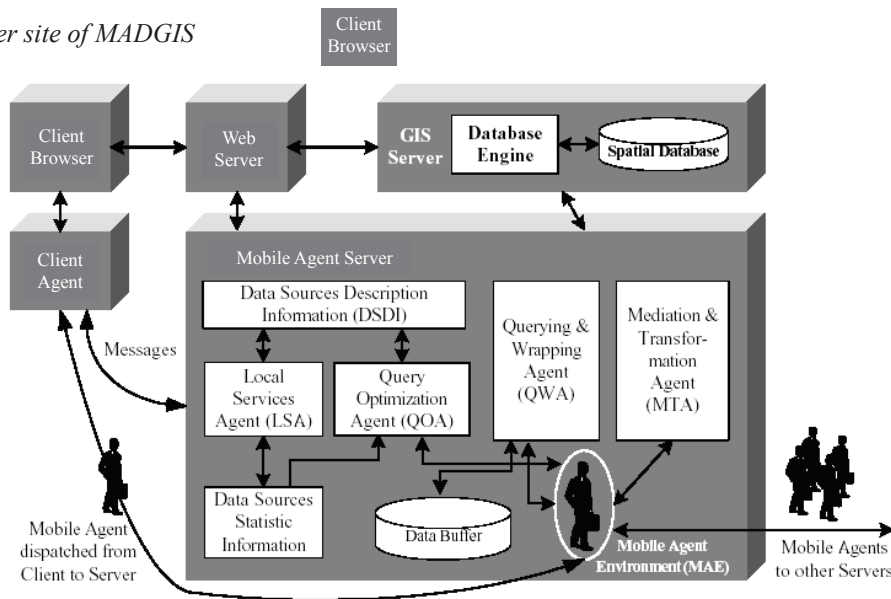 er site of MADGIS
Client
Browser
Client
Browser
Web
Server
GIS
Server
Database
Engine
Spatial Database
Client
Agent
Mobile Agent Server
Data Sources Description
Information (DSDI)
Querying &
Wrapping
Agent
(QWA)
Mediation &
Transfor-
mation
Agent
(MTA)
Messages
Local
Services
Agent (LSA)
Query
Optimization
Agent (QOA)
Data Sources
Statistic
Information
Data Buffer
Mobile Agent
Environment (MAE)
Mobile Agent
dispatched from
Client to Server
Mobile Agents
to other Servers